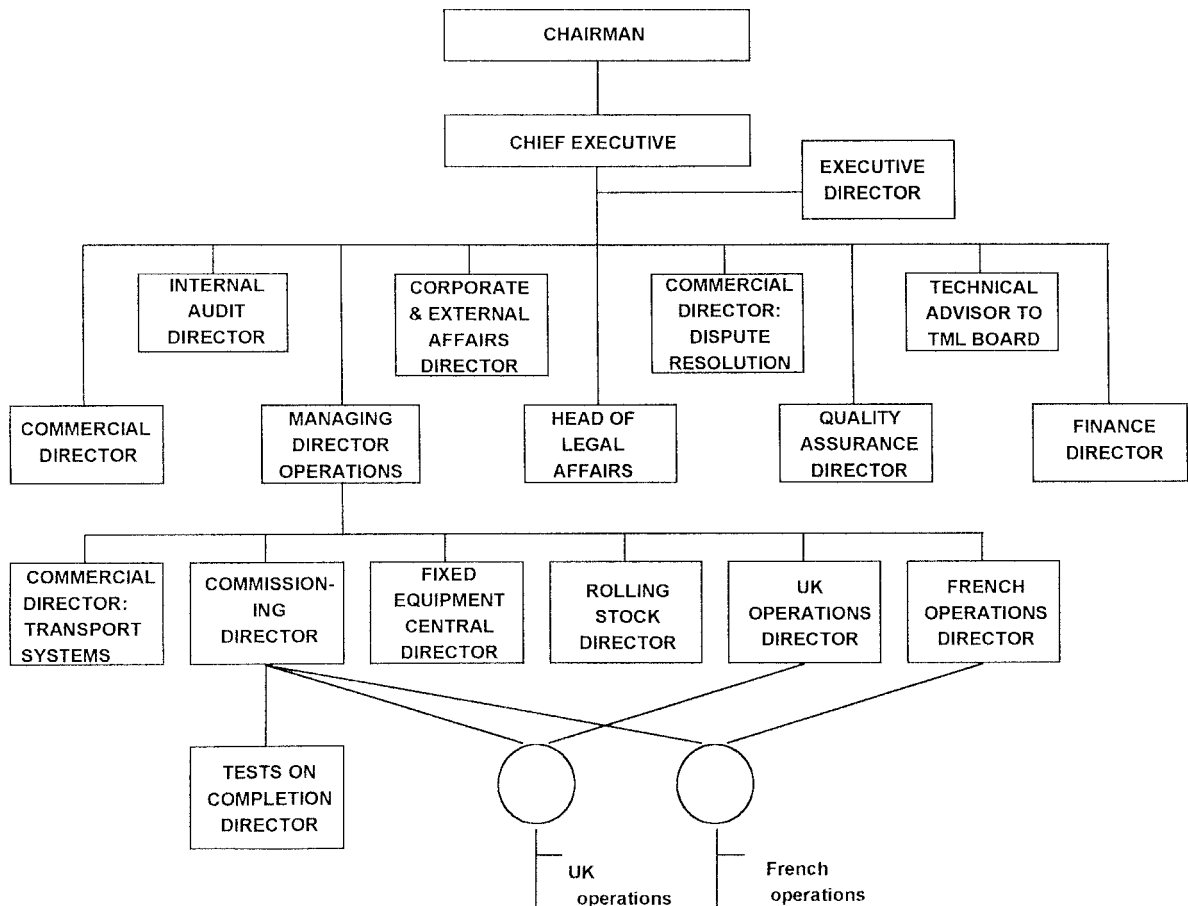 CHAIRMAN
CHIEF EXECUTIVE
EXECUTIVE
DIRECTOR
INTERNAL
AUDIT
DIRECTOR
CORPORATE
& EXTERNAL
AFFAIRS
DIRECTOR
COMMERCIAL
DIRECTOR:
DISPUTE
RESOLUTION
TECHNICAL
ADVISOR TO
TML BOARD
COMMERCIAL
DIRECTOR
MANAGING
DIRECTOR
OPERATIONS
HEAD OF
LEGAL
AFFAIRS
QUALITY
ASSURANCE
DIRECTOR
FINANCE
DIRECTOR
COMMERCIAL
DIRECTOR:
TRANSPORT
SYSTEMS
COMMISSION-
ING
DIRECTOR
FIXED
EQUIPMENT
CENTRAL
DIRECTOR
ROLLING
STOCK
DIRECTOR
UK
OPERATIONS
DIRECTOR
FRENCH
OPERATIONS
DIRECTOR
TESTS ON
COMPLETION
DIRECTOR
UK
operations
French
operations